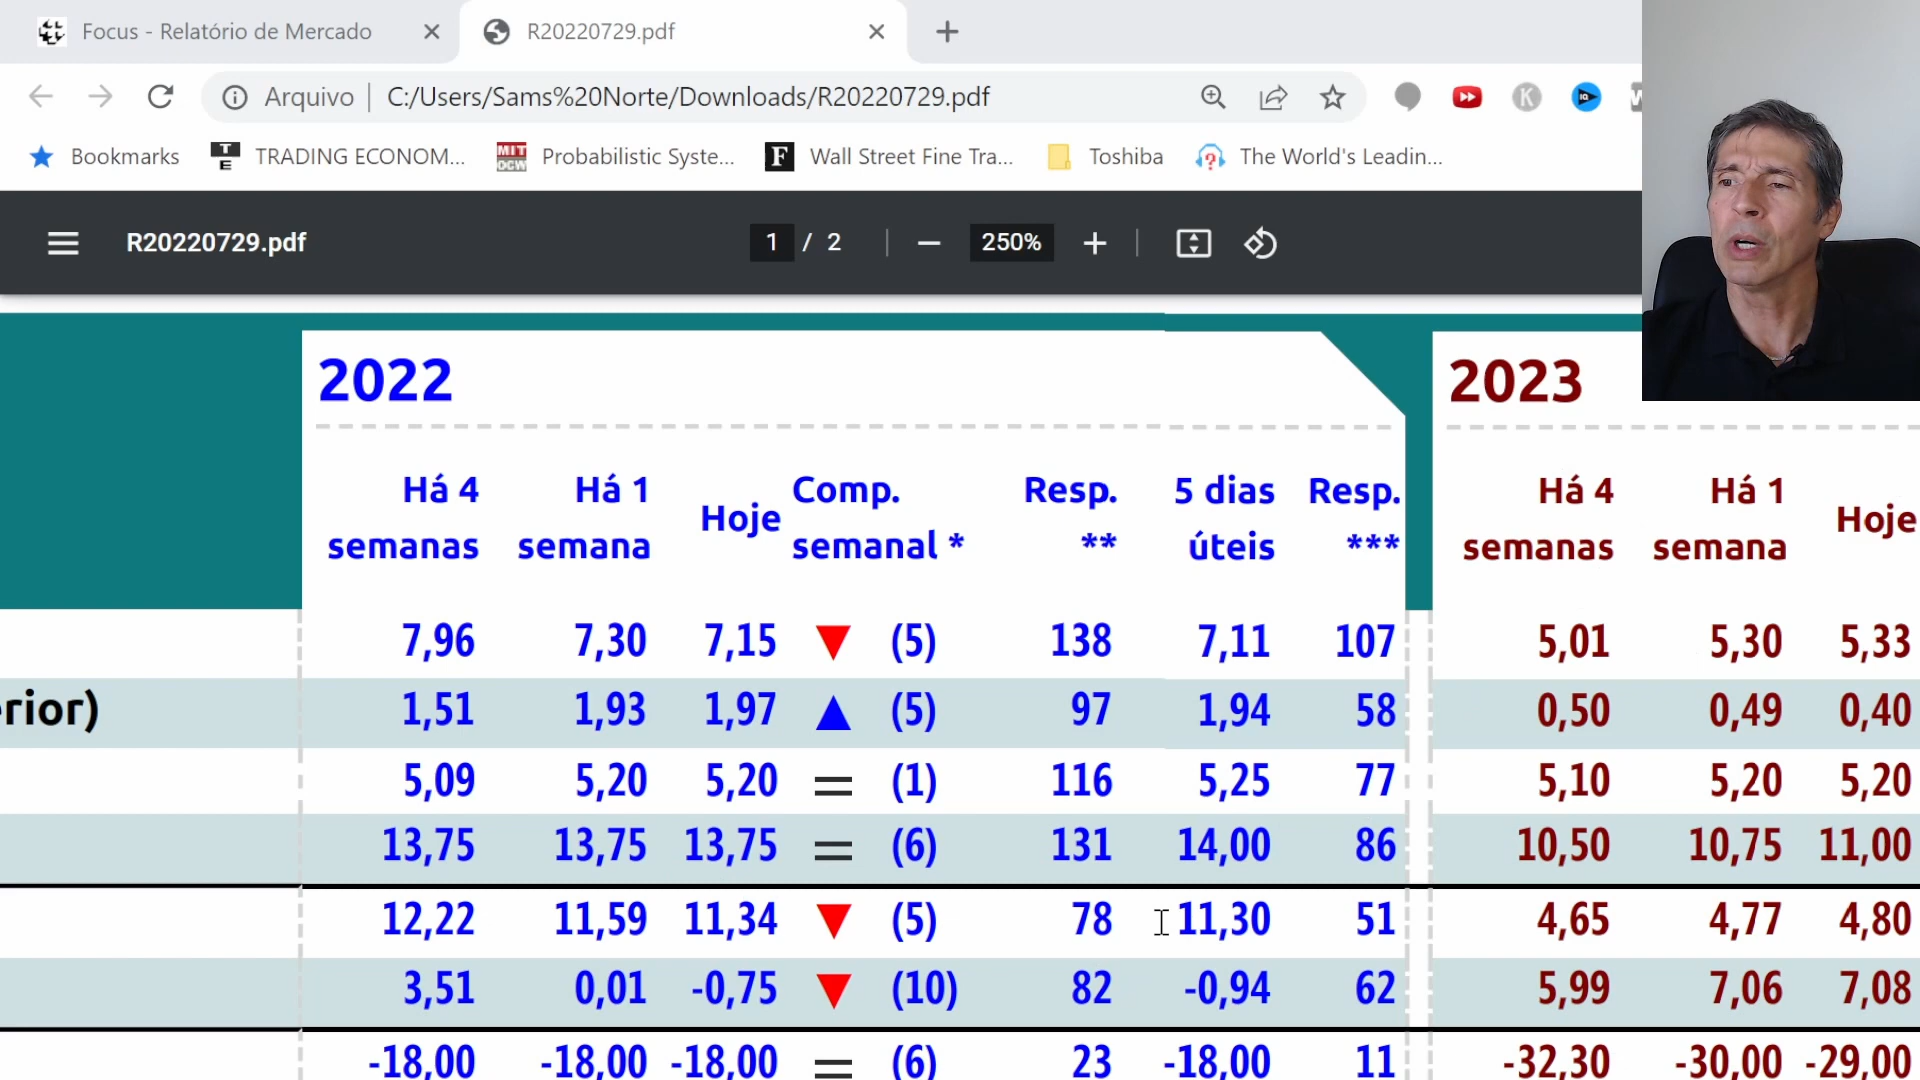 Focus - Relatório de Mercado
R20220729.pdf
Arquivo | C:/Users/Sams%20Norte/Downloads/R20220729.pdf
K
IQ
Bookmarks
TE
TRADING ECONOM...
MIT OCW
Probabilistic Syste...
F
Wall Street Fine Tra...
Toshiba
The World's Leadin...
R20220729.pdf
1 / 2
250%
2022
2023
Há 4 semanas Há 1 semana Hoje Comp. semanal * Resp. ** 5 dias úteis Resp. *** Há 4 semanas Há 1 semana Hoje
7,96 7,30 7,15 ▼ (5) 138 7,11 107 5,01 5,30 5,33
erior) 1,51 1,93 1,97 ▲ (5) 97 1,94 58 0,50 0,49 0,40
5,09 5,20 5,20 = (1) 116 5,25 77 5,10 5,20 5,20
13,75 13,75 13,75 = (6) 131 14,00 86 10,50 10,75 11,00
12,22 11,59 11,34 ▼ (5) 78 11,30 51 4,65 4,77 4,80
3,51 0,01 -0,75 ▼ (10) 82 -0,94 62 5,99 7,06 7,08
-18,00 -18,00 -18,00 = (6) 23 -18,00 11 -32,30 -30,00 -29,00